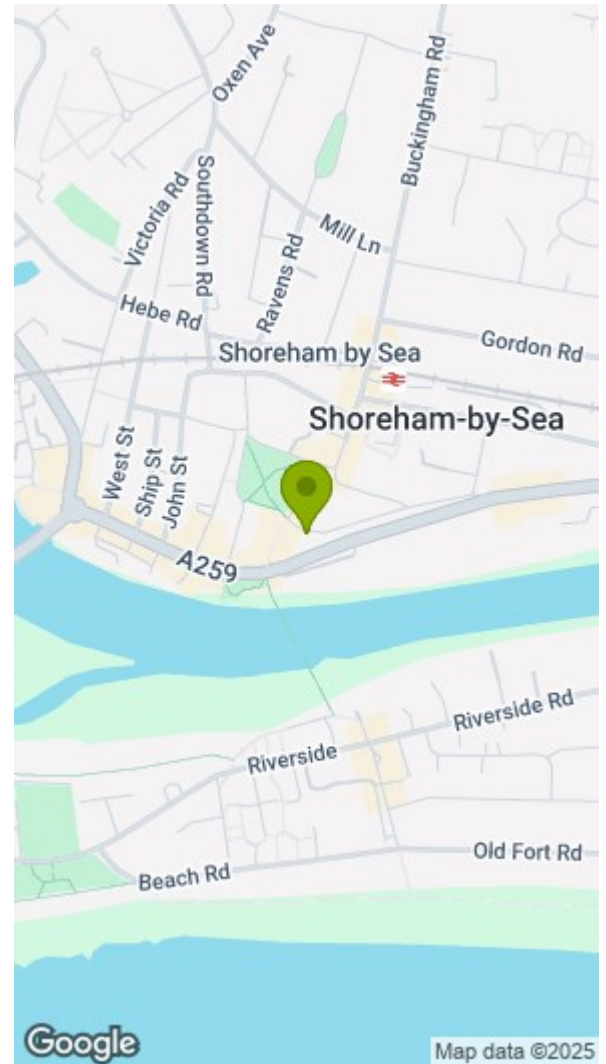 Oxen Ave
Buckingham Rd
Victoria Rd
Southdown Rd
Ravens Rd
Mill Ln
Hebe Rd
Shoreham by Sea
Gordon Rd
Shoreham-by-Sea
West St
Ship St
John St
A259
Riverside Rd
Riverside
Old Fort Rd
Beach Rd
Google
Map data ©2025